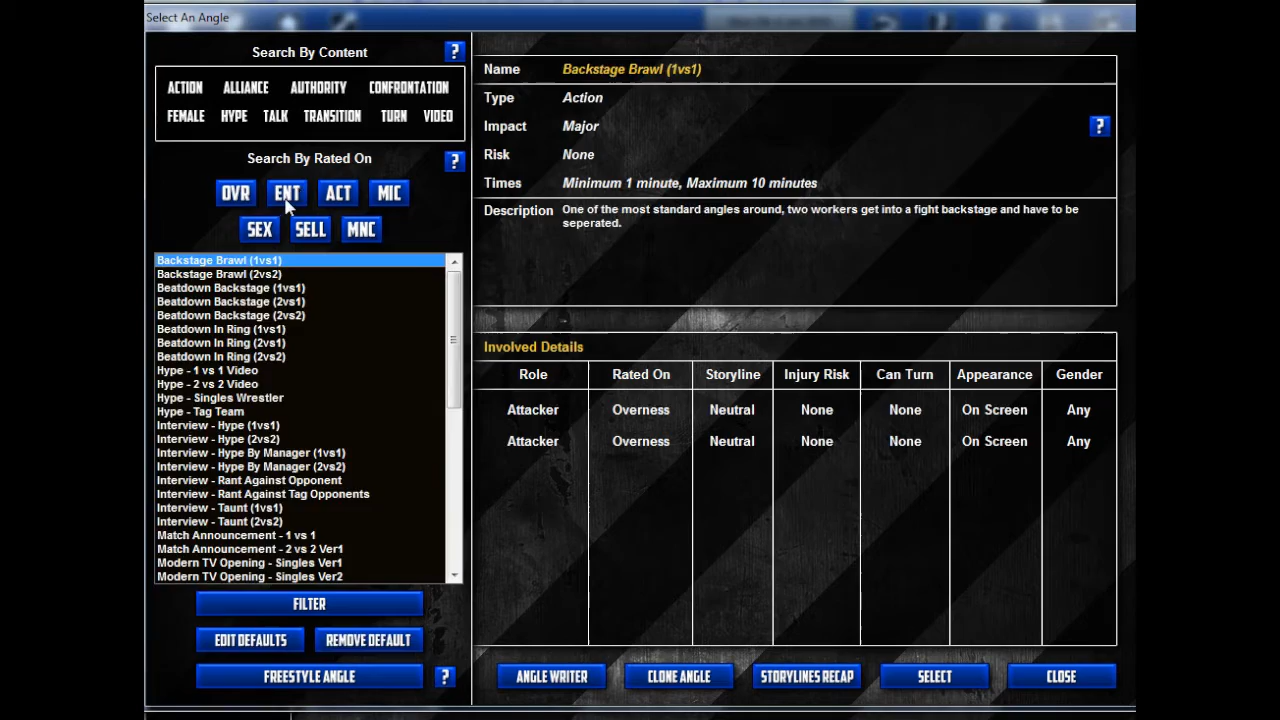 Select An Angle
Search By Content
?
ACTION ALLIANCE AUTHORITY CONFRONTATION
FEMALE HYPE TALK TRANSITION TURN VIDEO
Search By Rated On
?
OVR ENT ACT MIC
SEX SELL MNC
Backstage Brawl (1vs1)
Backstage Brawl (2vs2)
Beatdown Backstage (1vs1)
Beatdown Backstage (2vs1)
Beatdown Backstage (2vs2)
Beatdown In Ring (1vs1)
Beatdown In Ring (2vs1)
Beatdown In Ring (2vs2)
Hype - 1 vs 1 Video
Hype - 2 vs 2 Video
Hype - Singles Wrestler
Hype - Tag Team
Interview - Hype (1vs1)
Interview - Hype (2vs2)
Interview - Hype By Manager (1vs1)
Interview - Hype By Manager (2vs2)
Interview - Rant Against Opponent
Interview - Rant Against Tag Opponents
Interview - Taunt (1vs1)
Interview - Taunt (2vs2)
Match Announcement - 1 vs 1
Match Announcement - 2 vs 2 Ver1
Modern TV Opening - Singles Ver1
Modern TV Opening - Singles Ver2
FILTER
EDIT DEFAULTS REMOVE DEFAULT
FREESTYLE ANGLE ?
Name Backstage Brawl (1vs1)
Type Action
Impact Major ?
Risk None
Times Minimum 1 minute, Maximum 10 minutes
Description One of the most standard angles around, two workers get into a fight backstage and have to be
seperated.
Involved Details
Role Rated On Storyline Injury Risk Can Turn Appearance Gender
Attacker Overness Neutral None None On Screen Any
Attacker Overness Neutral None None On Screen Any
ANGLE WRITER CLONE ANGLE STORYLINES RECAP SELECT CLOSE